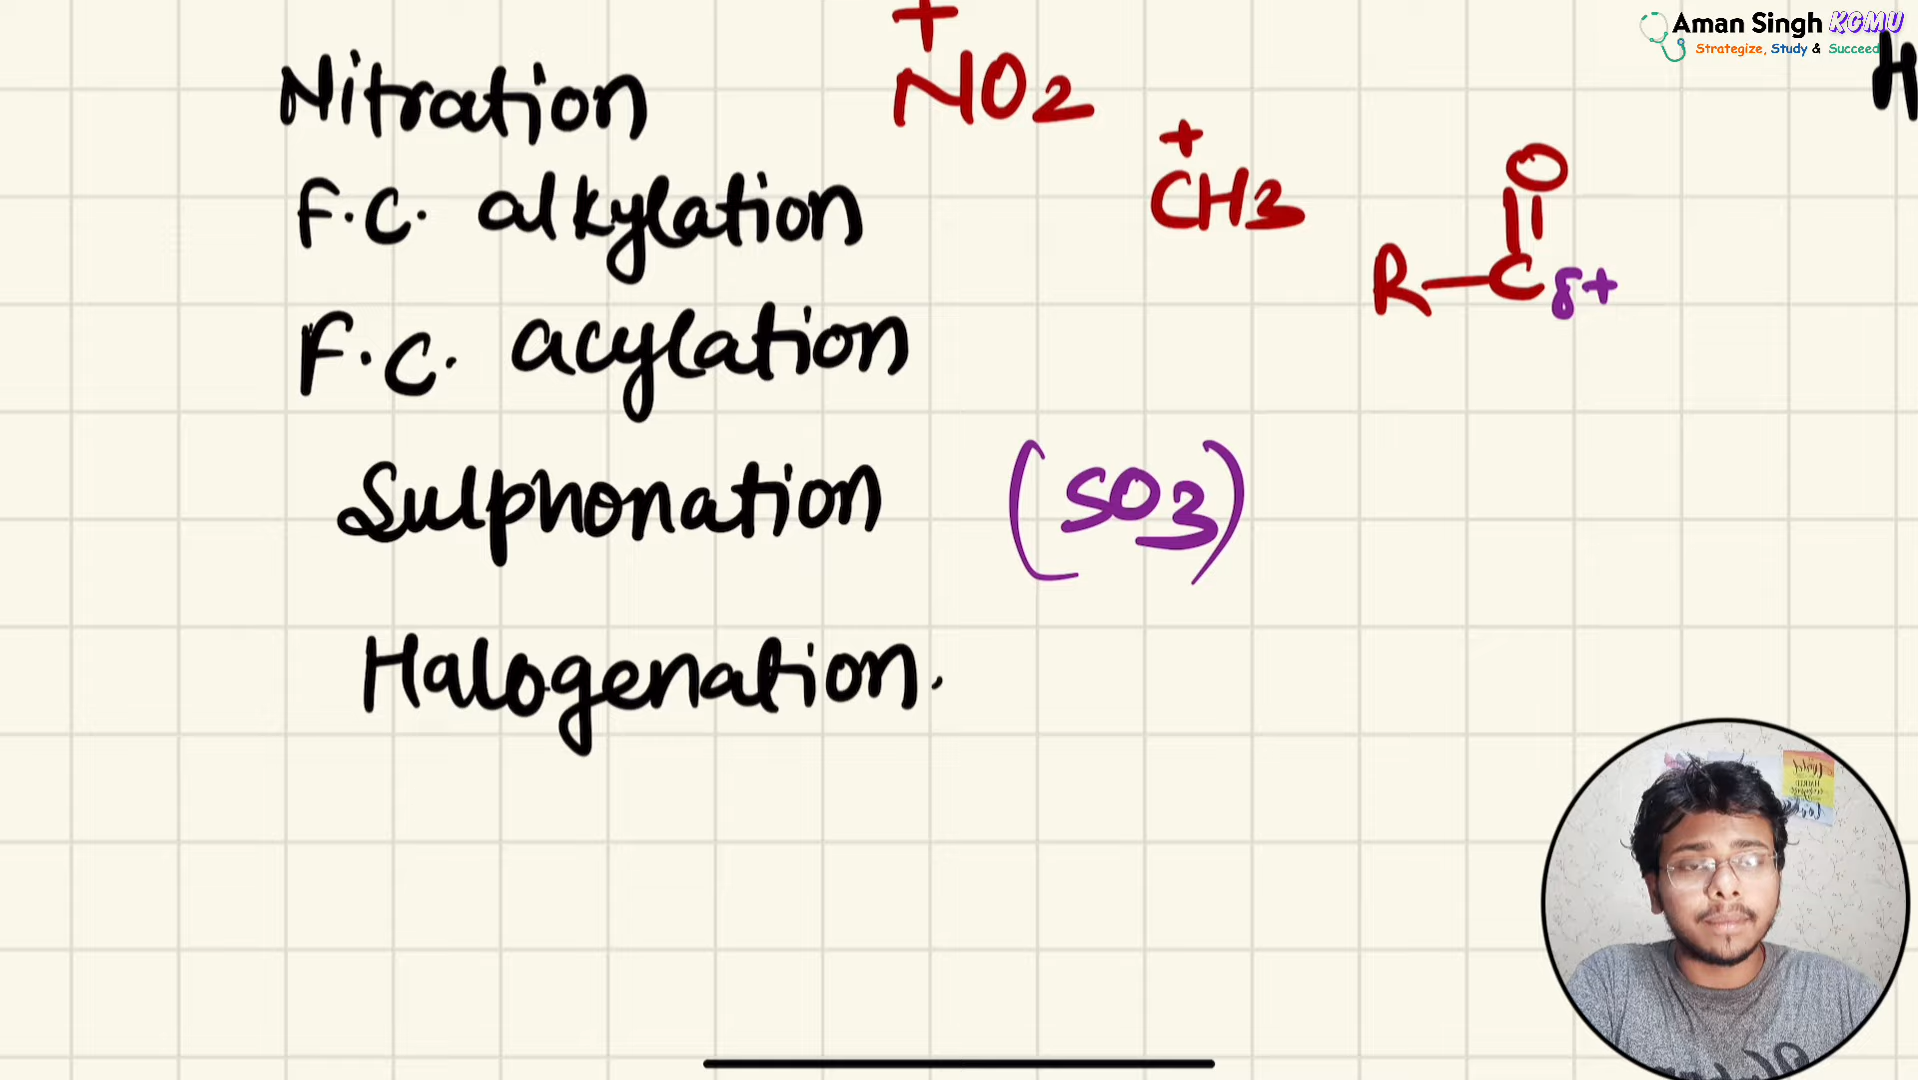 Aman Singh KGMU
Strategize, Study & Succeed
+
Nitration NO2 H
+
F.C. alkylation CH3
O
R—C δ+
F.C. acylation
Sulphonation (SO3)
Halogenation.